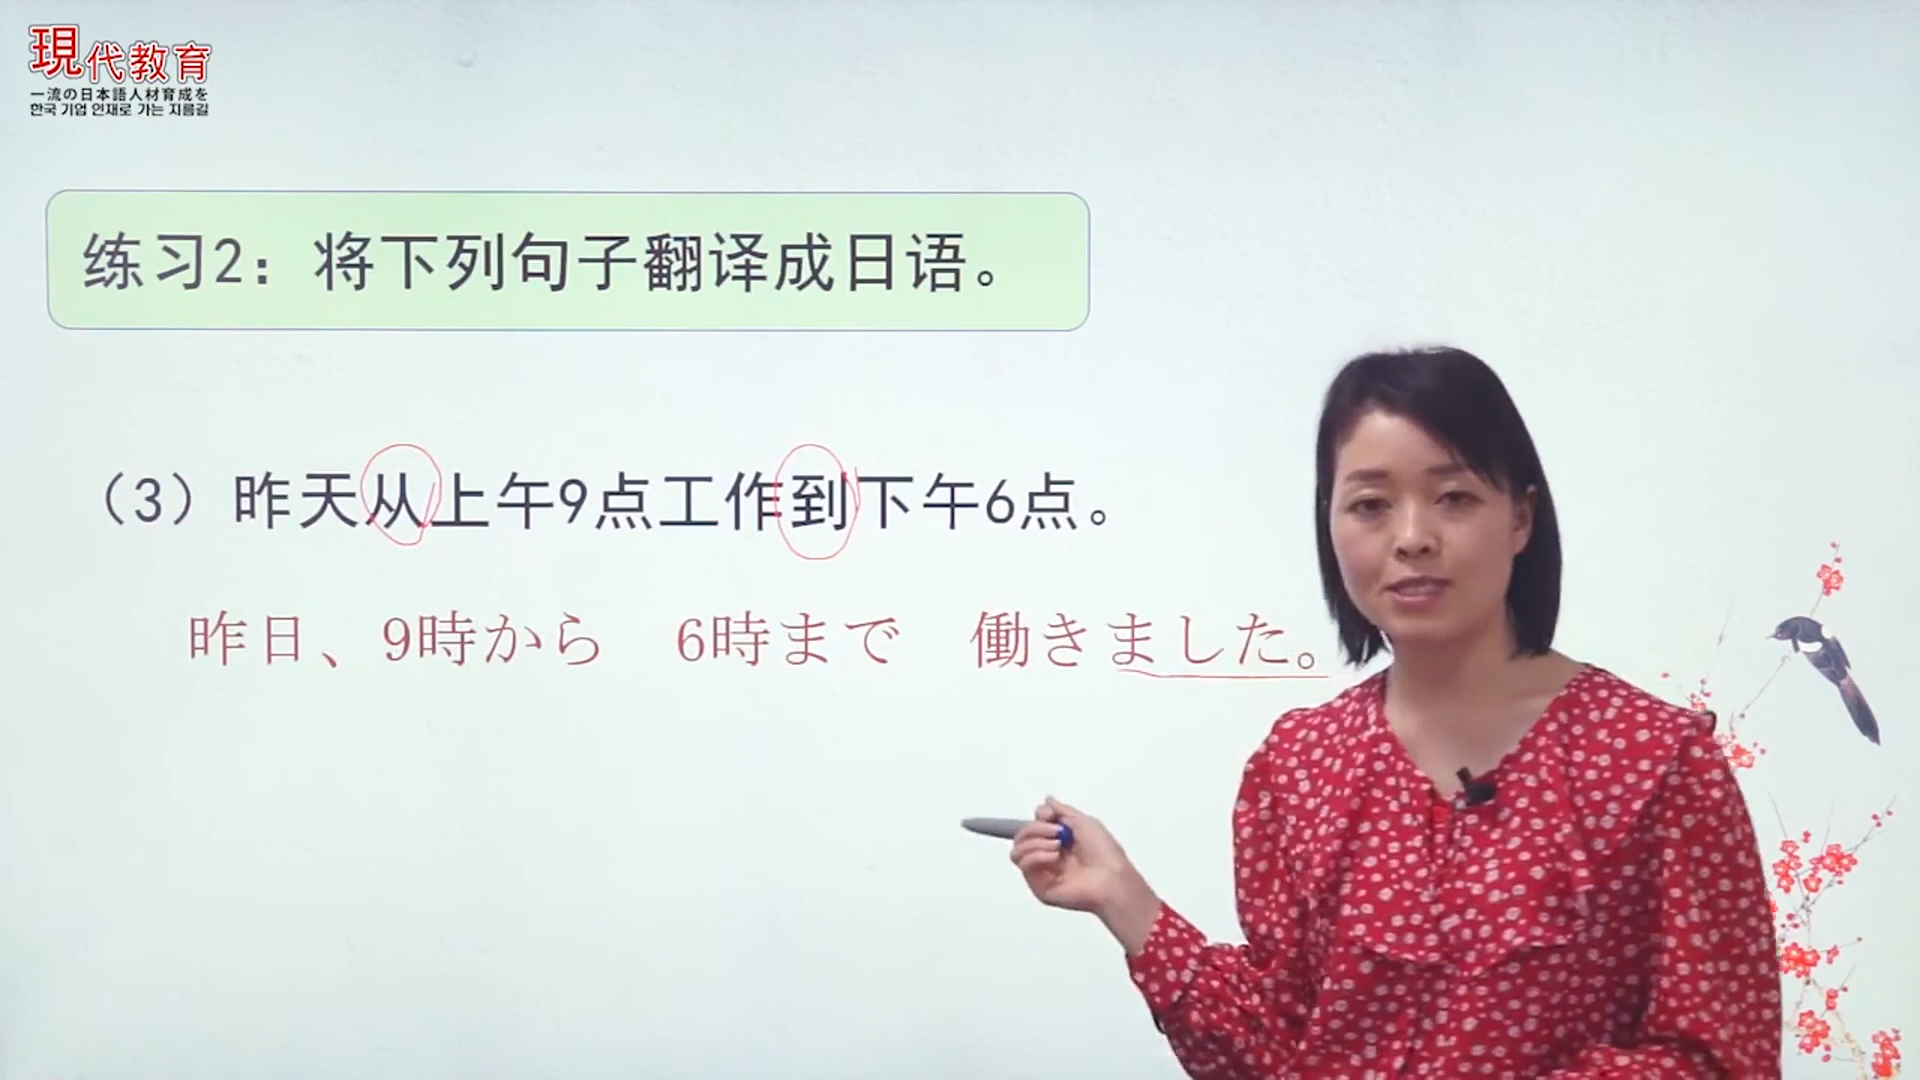 現代教育
一流の日本語人材育成を
한국 기업 인재로 가는 지름길
练习2：将下列句子翻译成日语。
（3）昨天从上午9点工作到下午6点。
昨日、9時から　6時まで　働きました。